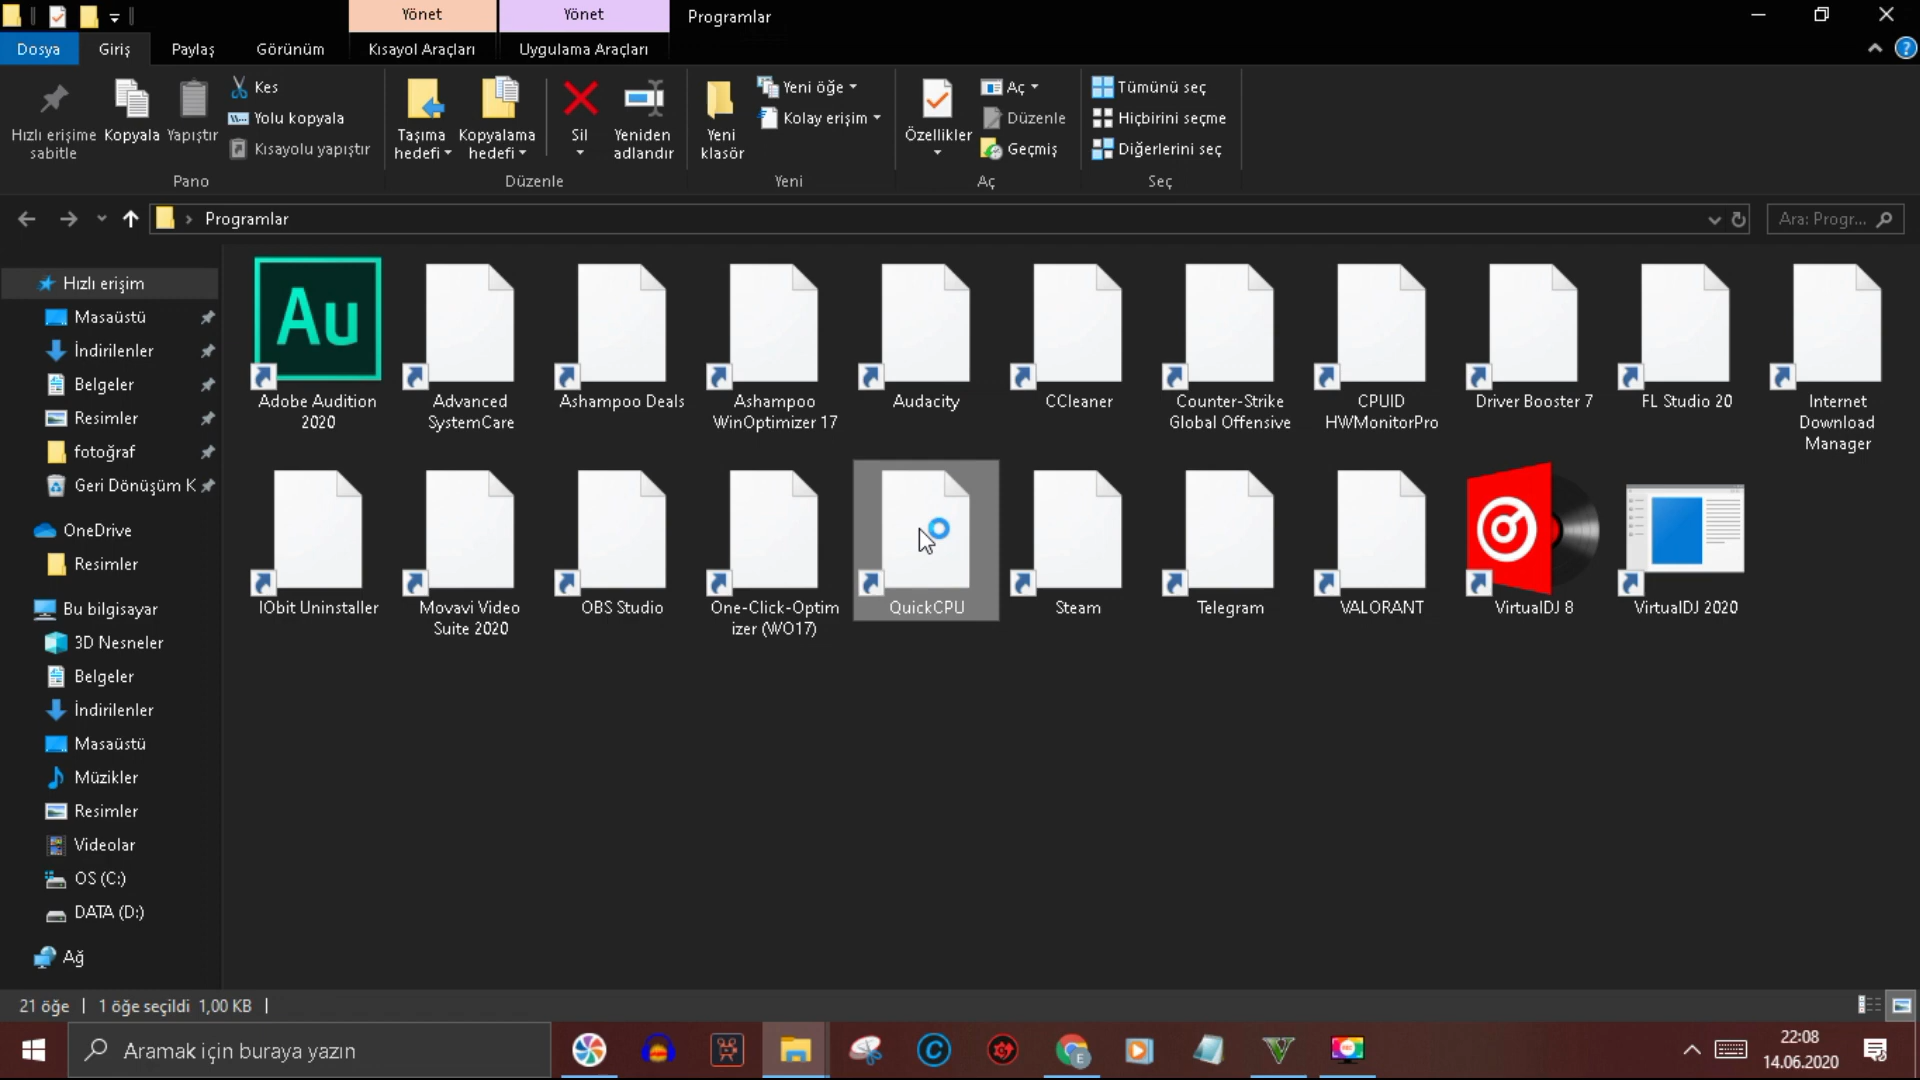 Yönet
Yönet
Programlar
Dosya
Giriş
Paylaş
Görünüm
Kısayol Araçları
Uygulama Araçları
Hızlı erişime
sabitle
Kopyala
Yapıştır
Kes
Yolu kopyala
Kısayolu yapıştır
Pano
Taşıma
hedefi
Kopyalama
hedefi
Sil
Yeniden
adlandır
Düzenle
Yeni
klasör
Yeni öğe
Kolay erişim
Yeni
Özellikler
Aç
Düzenle
Geçmiş
Aç
Tümünü seç
Hiçbirini seçme
Diğerlerini seç
Seç
Programlar
Ara: Progr...
Hızlı erişim
Masaüstü
İndirilenler
Belgeler
Resimler
fotoğraf
Geri Dönüşüm K
OneDrive
Resimler
Bu bilgisayar
3D Nesneler
Belgeler
İndirilenler
Masaüstü
Müzikler
Resimler
Videolar
OS (C:)
DATA (D:)
Ağ
Au
Adobe Audition
2020
Advanced
SystemCare
Ashampoo Deals
Ashampoo
WinOptimizer 17
Audacity
CCleaner
Counter-Strike
Global Offensive
CPUID
HWMonitorPro
Driver Booster 7
FL Studio 20
Internet
Download
Manager
IObit Uninstaller
Movavi Video
Suite 2020
OBS Studio
One-Click-Optim
izer (WO17)
QuickCPU
Steam
Telegram
VALORANT
VirtualDJ 8
VirtualDJ 2020
21 öğe
1 öğe seçildi 1,00 KB
Aramak için buraya yazın
22:08
14.06.2020